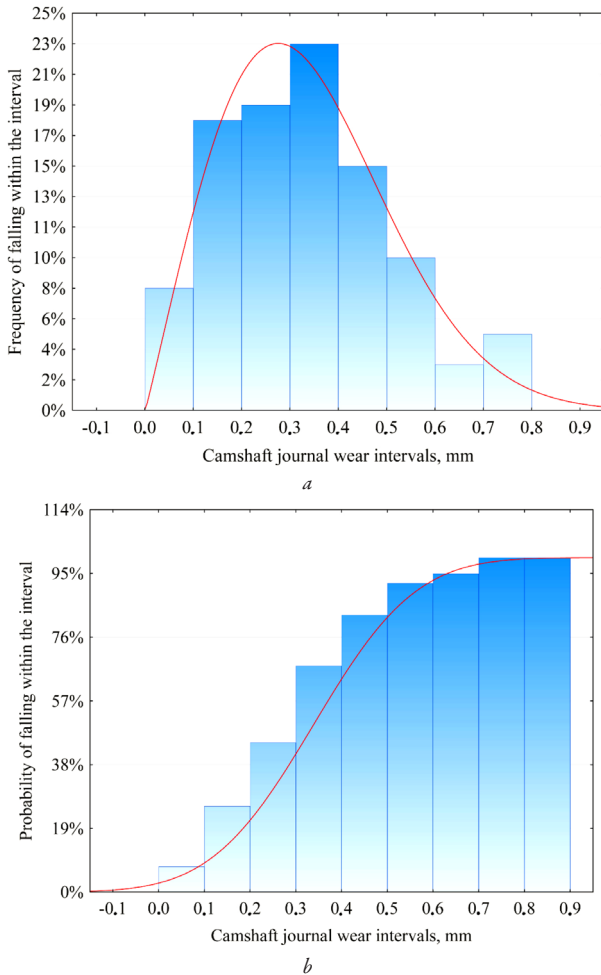 Frequency of falling within the interval
25%
23%
23%
21%
19%
17%
15%
13%
11%
10%
8%
6%
4%
2%
0%
-0.1 0.0 0.1 0.2 0.3 0.4 0.5 0.6 0.7 0.8 0.9
Camshaft journal wear intervals, mm
a
Probability of falling within the interval
114%
95%
76%
57%
38%
19%
0%
-0.1 0.0 0.1 0.2 0.3 0.4 0.5 0.6 0.7 0.8 0.9
Camshaft journal wear intervals, mm
b